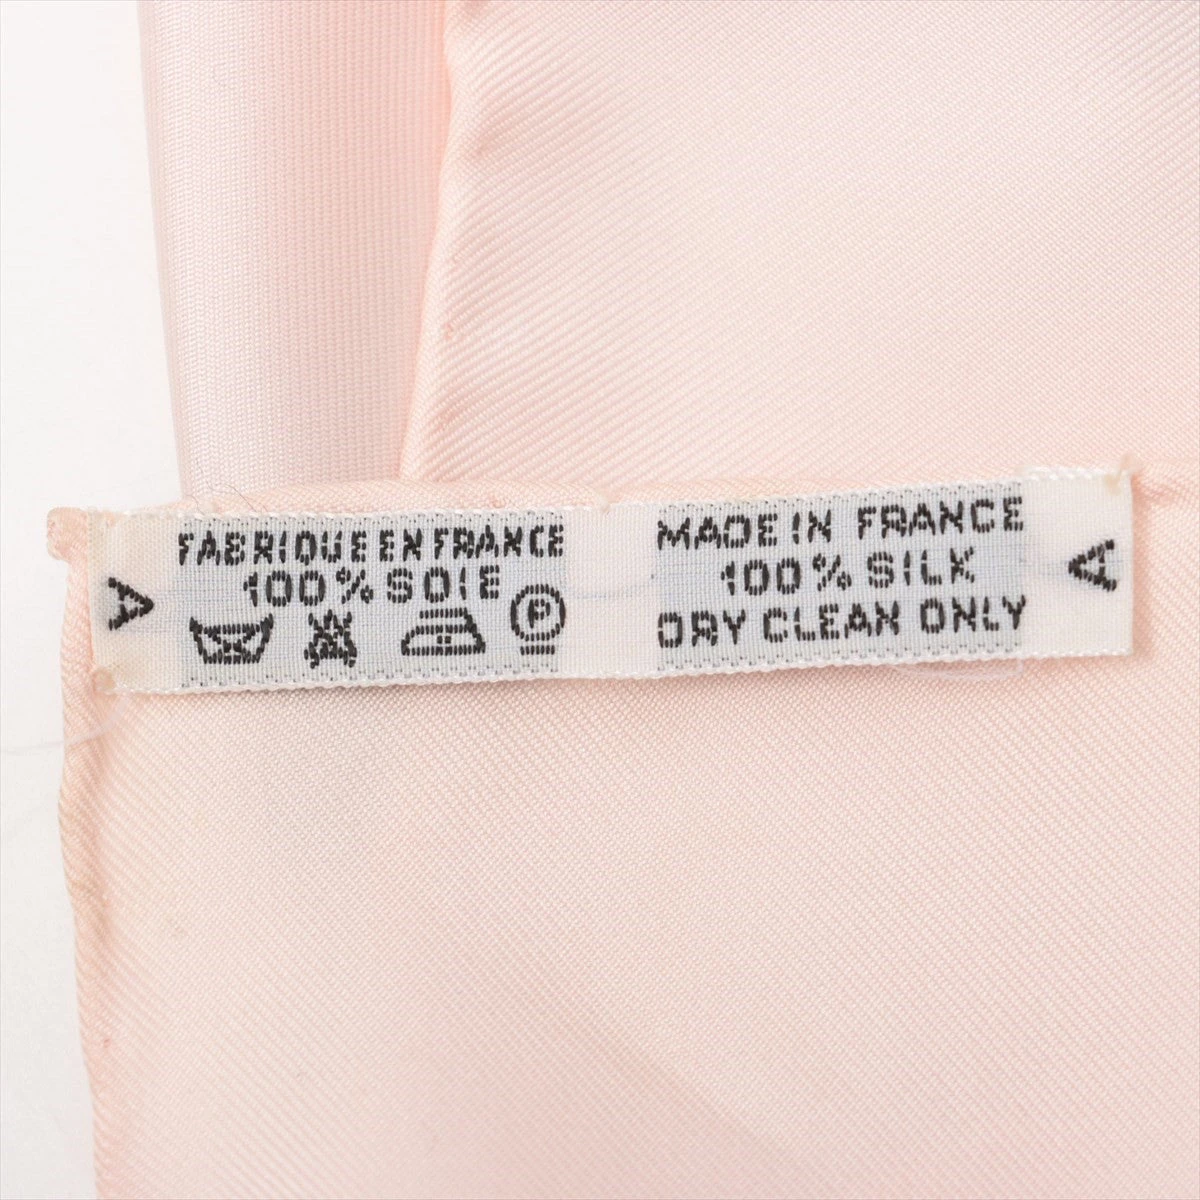 A
FABRIQUE EN FRANCE
100% SOIE
P
MADE IN FRANCE
100% SILK
DRY CLEAN ONLY
A